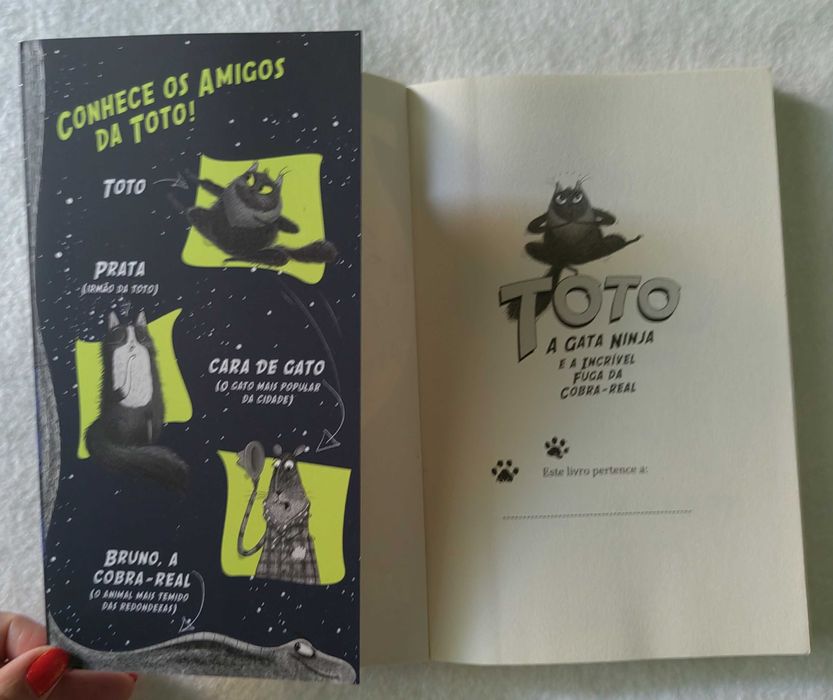 CONHECE OS AMIGOS
DA TOTO!
TOTO
PRATA
(IRMÃO DA TOTO)
CARA DE GATO
(O GATO MAIS POPULAR
DA CIDADE)
BRUNO, A
COBRA-REAL
(O ANIMAL MAIS TEMIDO
DAS REDONDEZAS)
TOTO
A GATA NINJA
E A INCRÍVEL
FUGA DA
COBRA-REAL
Este livro pertence a: